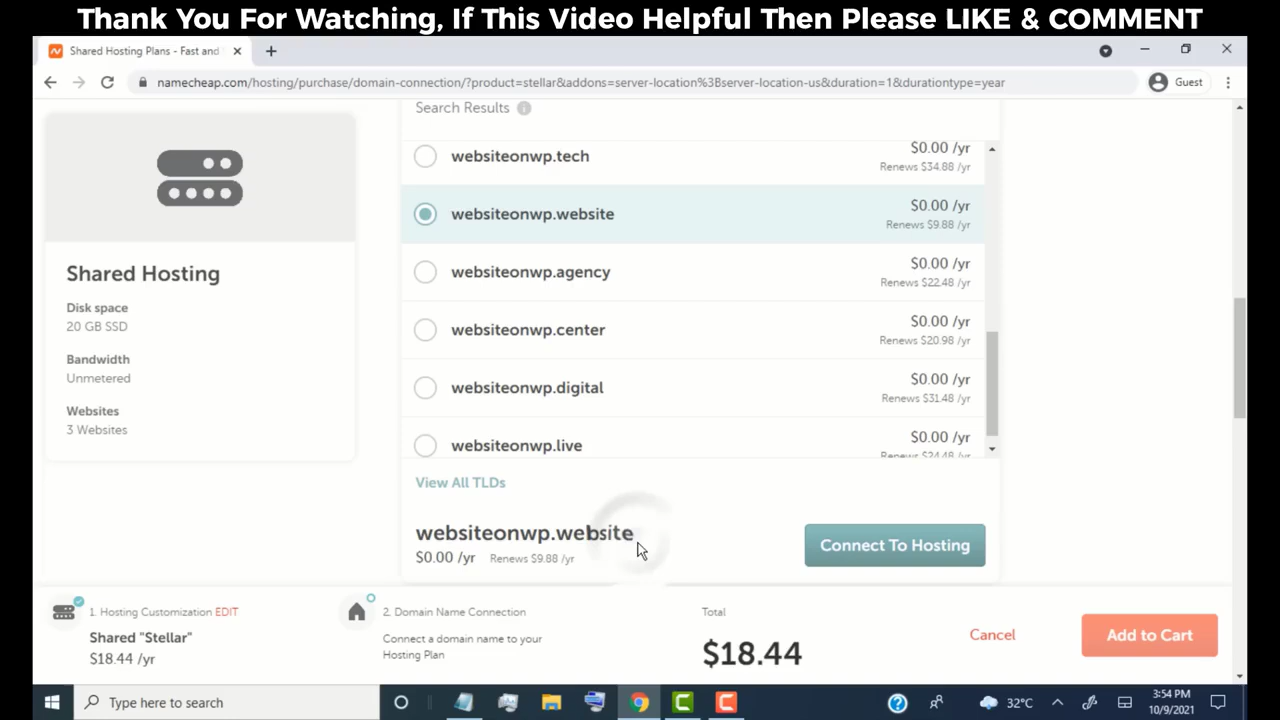 Thank You For Watching, If This Video Helpful Then Please LIKE & COMMENT
Shared Hosting Plans - Fast and
namecheap.com/hosting/purchase/domain-connection/?product=stellar&addons=server-location%3Bserver-location-us&duration=1&durationtype=year
Guest
Search Results
websiteonwp.tech
$0.00 /yr
Renews $34.88 /yr
websiteonwp.website
$0.00 /yr
Renews $9.88 /yr
websiteonwp.agency
$0.00 /yr
Renews $22.48 /yr
websiteonwp.center
$0.00 /yr
Renews $20.98 /yr
websiteonwp.digital
$0.00 /yr
Renews $31.48 /yr
websiteonwp.live
$0.00 /yr
Renews $24.48 /yr
Shared Hosting
Disk space
20 GB SSD
Bandwidth
Unmetered
Websites
3 Websites
View All TLDs
websiteonwp.website
$0.00 /yr Renews $9.88 /yr
Connect To Hosting
1. Hosting Customization EDIT
Shared "Stellar"
$18.44 /yr
2. Domain Name Connection
Connect a domain name to your
Hosting Plan
Total
$18.44
Cancel
Add to Cart
Type here to search
32°C
3:54 PM
10/9/2021